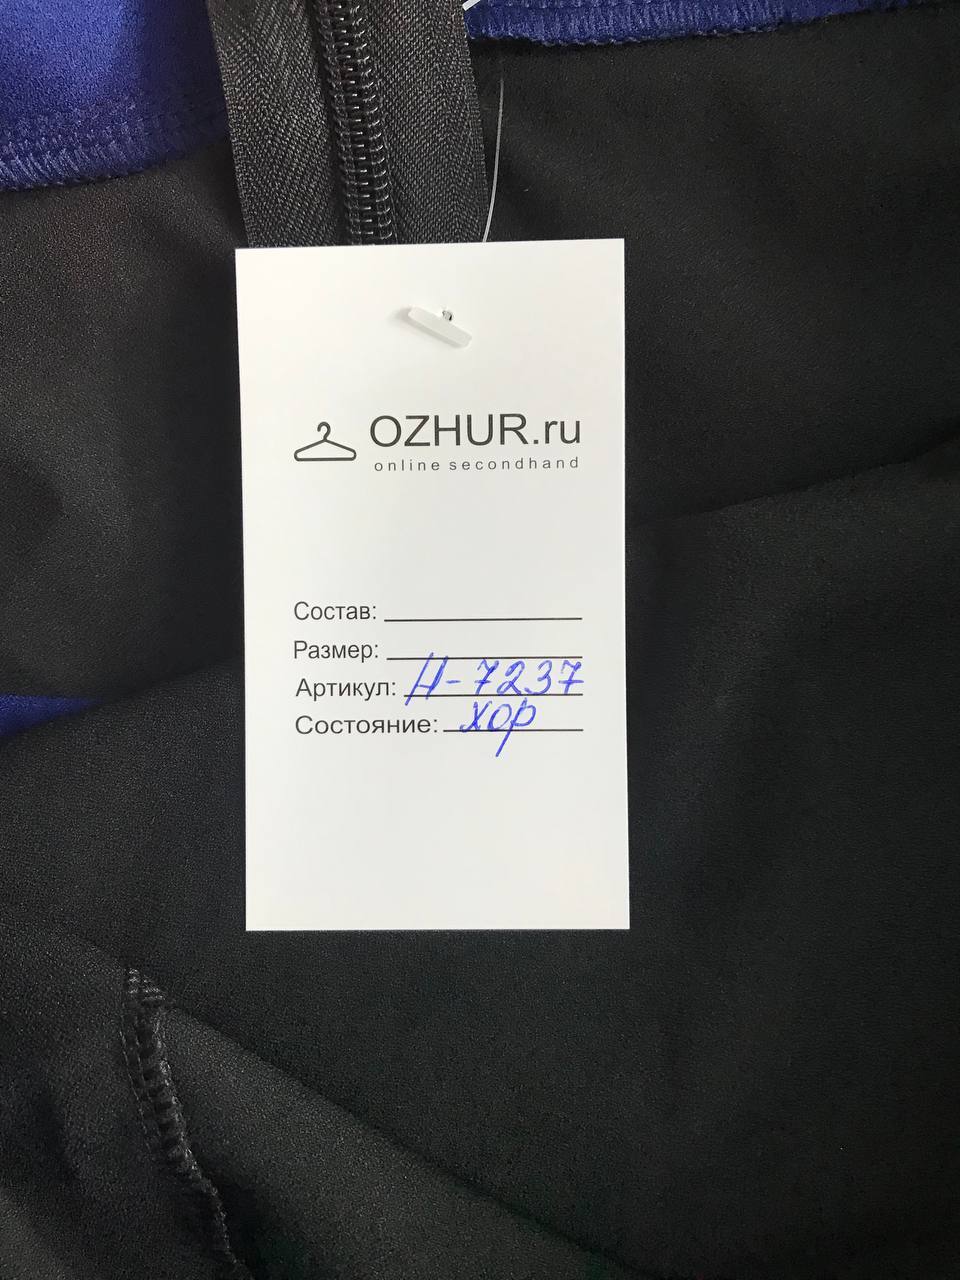 OZHUR.ru
online secondhand
Состав:
Размер:
Артикул: Н-7237
Состояние: хор